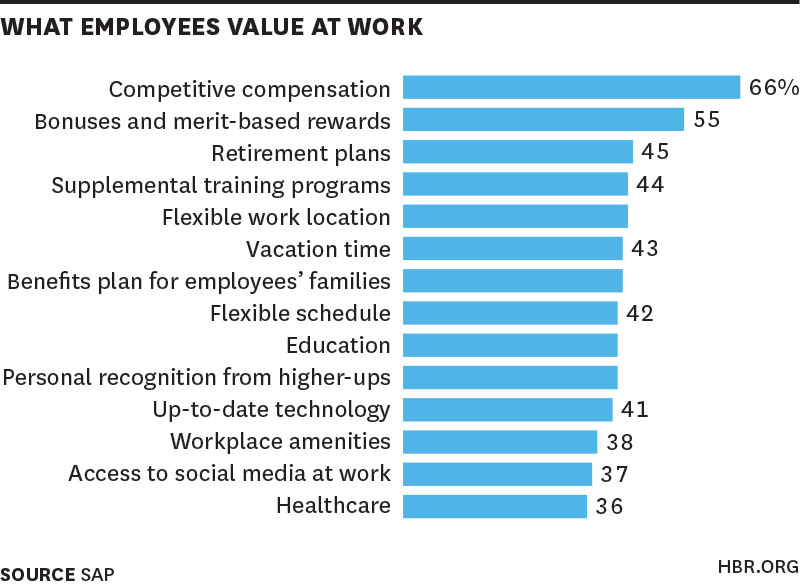 WHAT EMPLOYEES VALUE AT WORK
Competitive compensation 66%
Bonuses and merit-based rewards 55
Retirement plans 45
Supplemental training programs 44
Flexible work location
Vacation time 43
Benefits plan for employees’ families
Flexible schedule 42
Education
Personal recognition from higher-ups
Up-to-date technology 41
Workplace amenities 38
Access to social media at work 37
Healthcare 36
SOURCE SAP
HBR.ORG